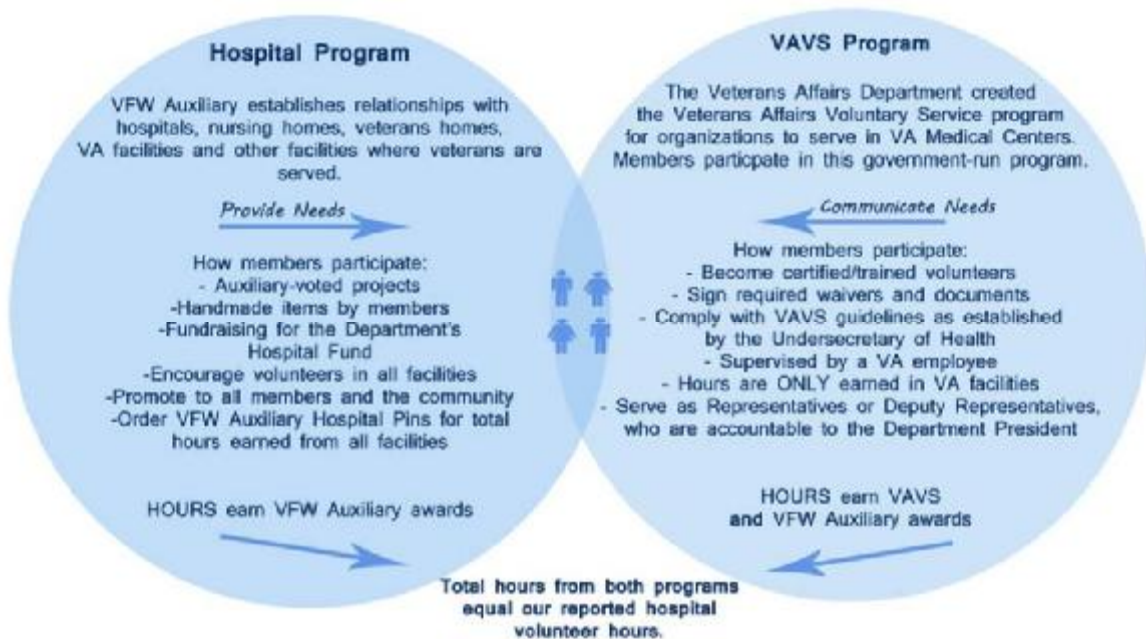 Hospital Program
VFW Auxiliary establishes relationships with
hospitals, nursing homes, veterans homes,
VA facilities and other facilities where veterans are
served.
Provide Needs
How members participate:
- Auxiliary-voted projects
-Handmade items by members
-Fundraising for the Department's
Hospital Fund
-Encourage volunteers in all facilities
-Promote to all members and the community
-Order VFW Auxiliary Hospital Pins for total
hours earned from all facilities
HOURS earn VFW Auxiliary awards
VAVS Program
The Veterans Affairs Department created
the Veterans Affairs Voluntary Service program
for organizations to serve in VA Medical Centers.
Members particpate in this government-run program.
Communicate Needs
How members participate:
- Become certified/trained volunteers
- Sign required waivers and documents
- Comply with VAVS guidelines as established
by the Undersecretary of Health
- Supervised by a VA employee
- Hours are ONLY earned in VA facilities
- Serve as Representatives or Deputy Representatives,
who are accountable to the Department President
HOURS earn VAVS
and VFW Auxiliary awards
Total hours from both programs
equal our reported hospital
volunteer hours.